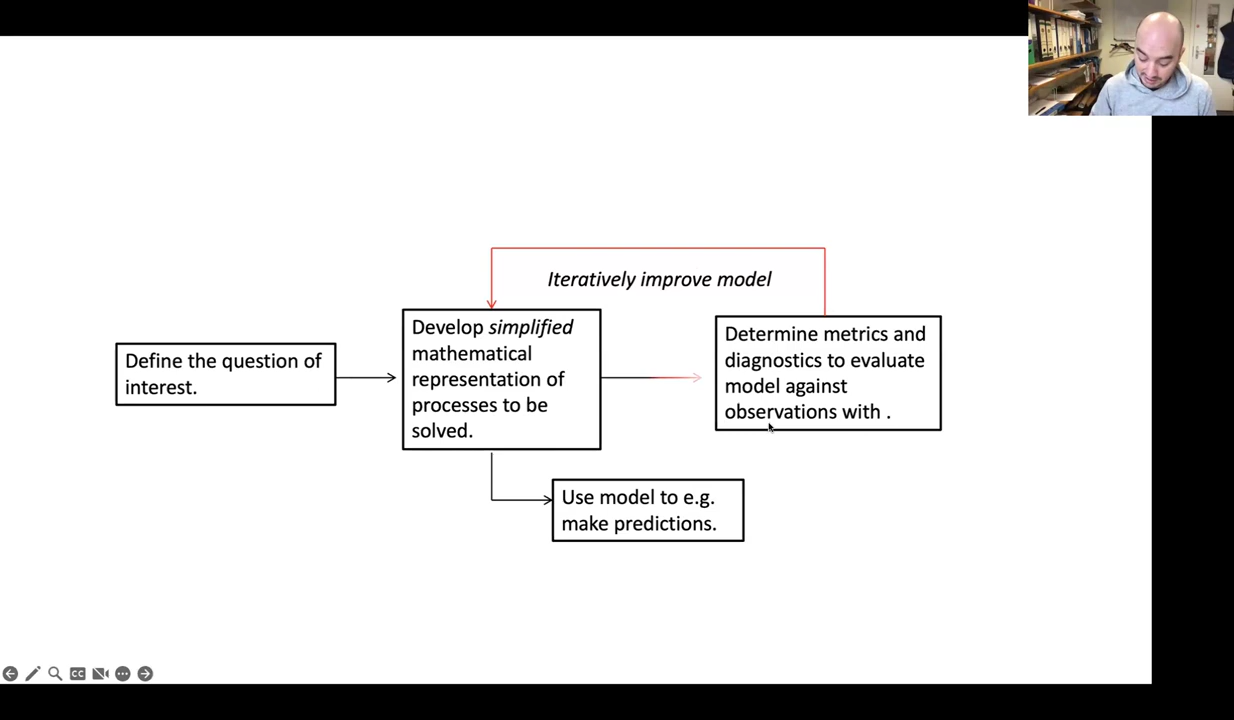 Iteratively improve model
Define the question of
interest.
Develop simplified
mathematical
representation of
processes to be
solved.
Determine metrics and
diagnostics to evaluate
model against
observations with .
Use model to e.g.
make predictions.
CC